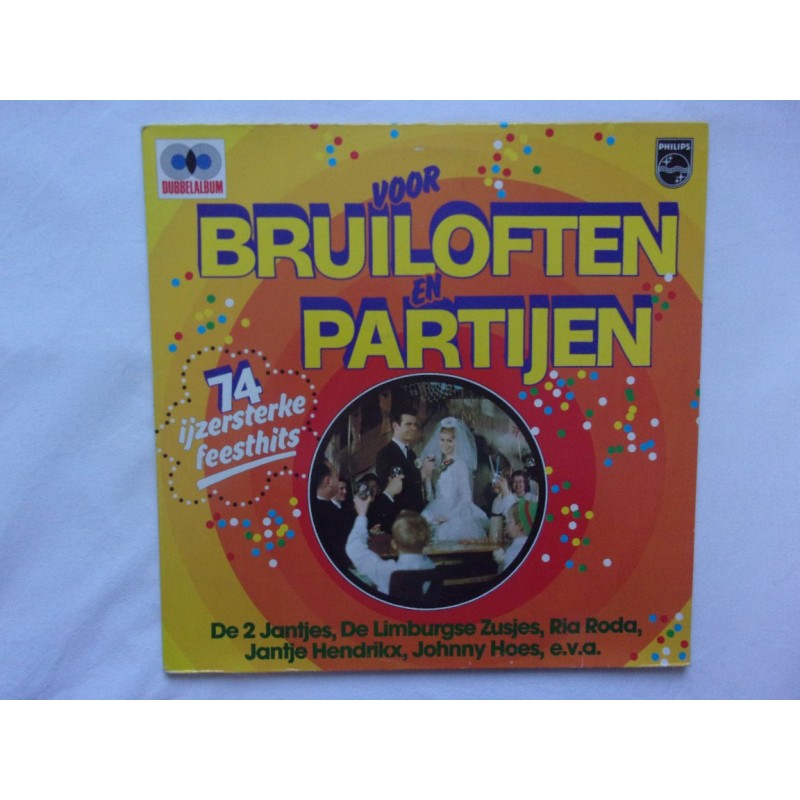 DUBBELALBUM
PHILIPS
VOOR
BRUILOFTEN
EN
PARTIJEN
74
ijzersterke
feesthits
De 2 Jantjes, De Limburgse Zusjes, Ria Roda,
Jantje Hendrikx, Johnny Hoes, e.v.a.